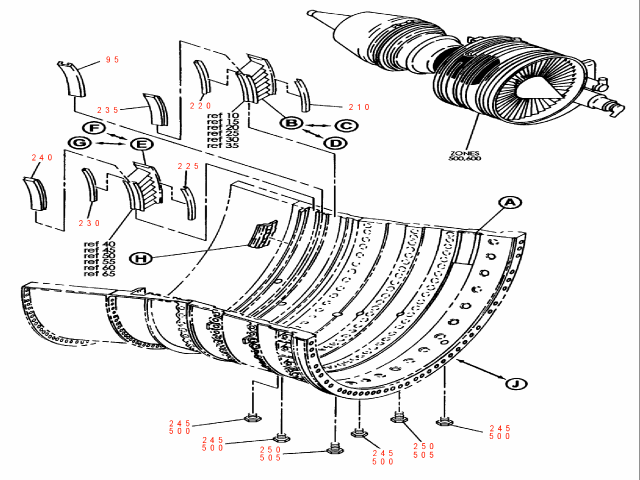 95
235
220
210
ref 10
ref 15
ref 20
ref 25
ref 30
ref 35
B
C
D
F
G
E
240
225
230
ref 40
ref 45
ref 50
ref 55
ref 60
ref 65
H
A
J
ZONES
500,600
245
500
245
500
250
505
245
500
250
505
245
500